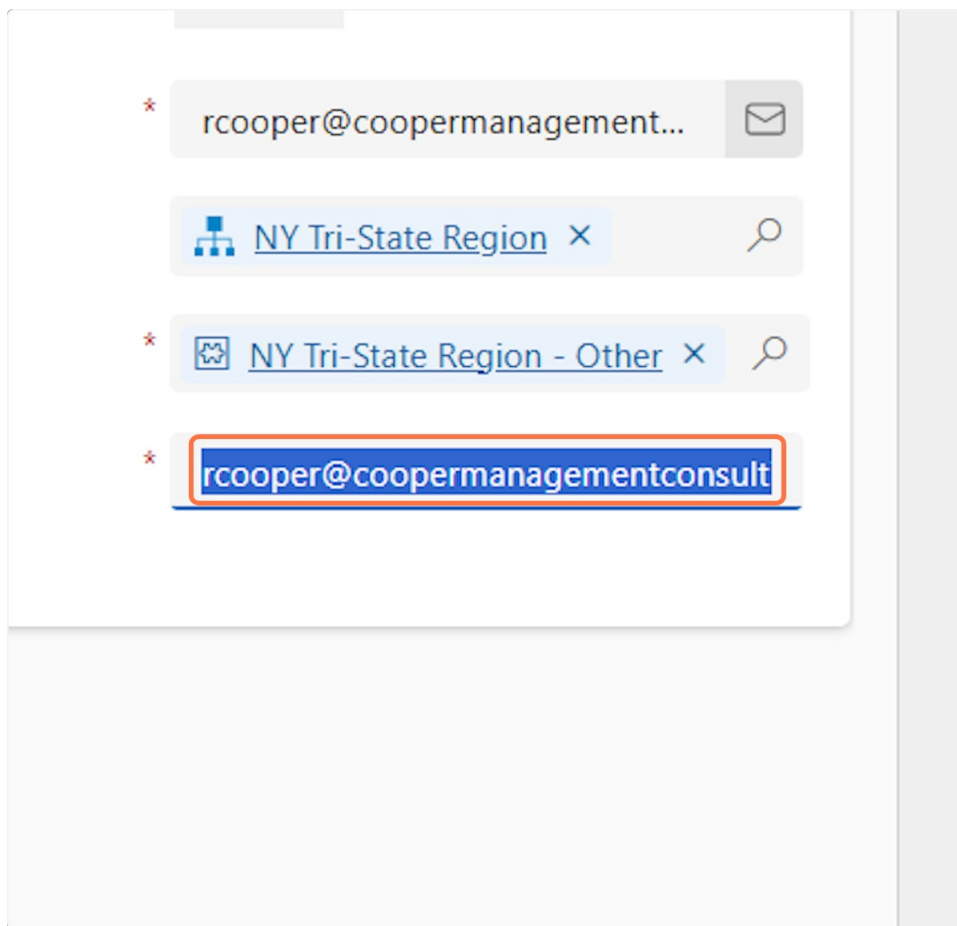 * rcooper@coopermanagement...
NY Tri-State Region
* NY Tri-State Region - Other
* rcooper@coopermanagementconsult